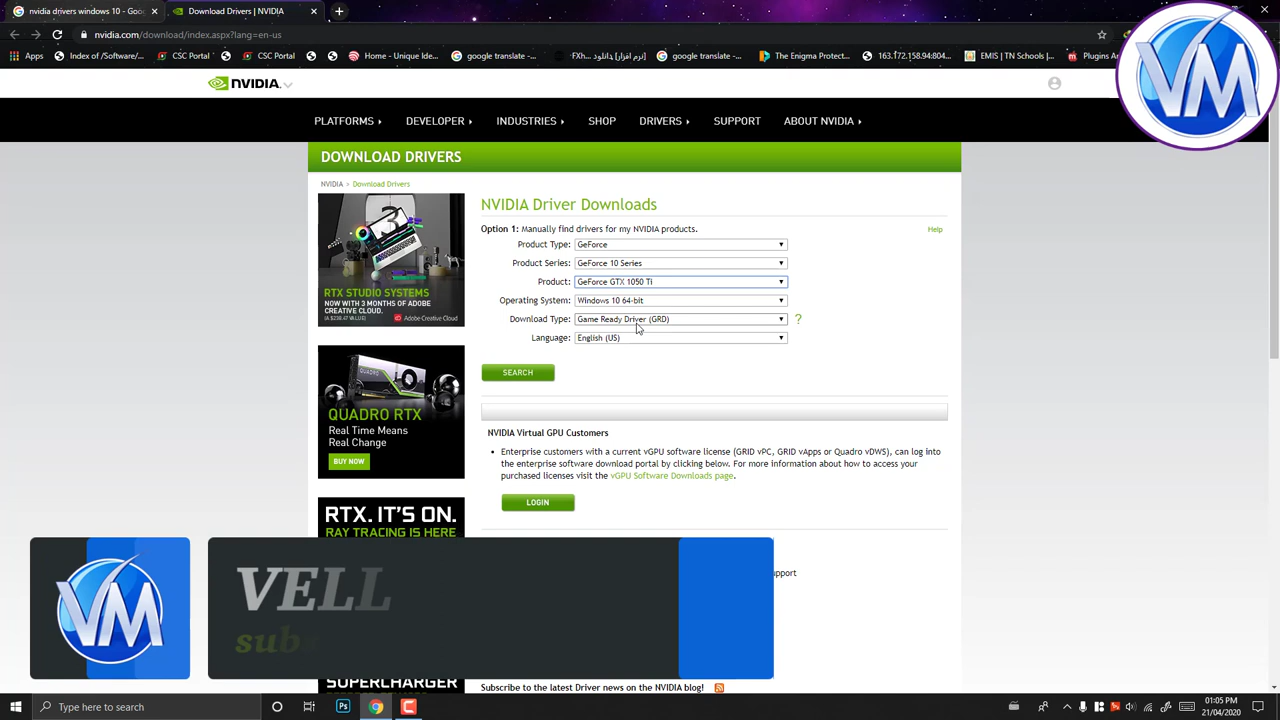 nvidia drivers windows 10 - Goo
Download Drivers | NVIDIA
nvidia.com/download/index.aspx?lang=en-us
Apps
Index of /Software/...
CSC Portal
CSC Portal
Home - Unique Ide...
google translate -...
google translate -...
The Enigma Protect...
163.172.158.94:804...
EMIS | TN Schools |...
Plugins Ar
VM
NVIDIA.
PLATFORMS
DEVELOPER
INDUSTRIES
SHOP
DRIVERS
SUPPORT
ABOUT NVIDIA
DOWNLOAD DRIVERS
NVIDIA > Download Drivers
RTX STUDIO SYSTEMS
NOW WITH 3 MONTHS OF ADOBE
CREATIVE CLOUD.
(A $238.47 VALUE)
Adobe Creative Cloud
QUADRO RTX
Real Time Means
Real Change
BUY NOW
RTX. IT'S ON.
RAY TRACING IS HERE
SUPERCHARGER
NVIDIA Driver Downloads
Option 1: Manually find drivers for my NVIDIA products.
Help
Product Type: GeForce
Product Series: GeForce 10 Series
Product: GeForce GTX 1050 Ti
Operating System: Windows 10 64-bit
Download Type: Game Ready Driver (GRD) ?
Language: English (US)
SEARCH
NVIDIA Virtual GPU Customers
• Enterprise customers with a current vGPU software license (GRID vPC, GRID vApps or Quadro vDWS), can log into
the enterprise software download portal by clicking below. For more information about how to access your
purchased licenses visit the vGPU Software Downloads page.
LOGIN
upport
Subscribe to the latest Driver news on the NVIDIA blog!
VM
VELL
sub
Type here to search
Ps
01:05 PM
21/04/2020